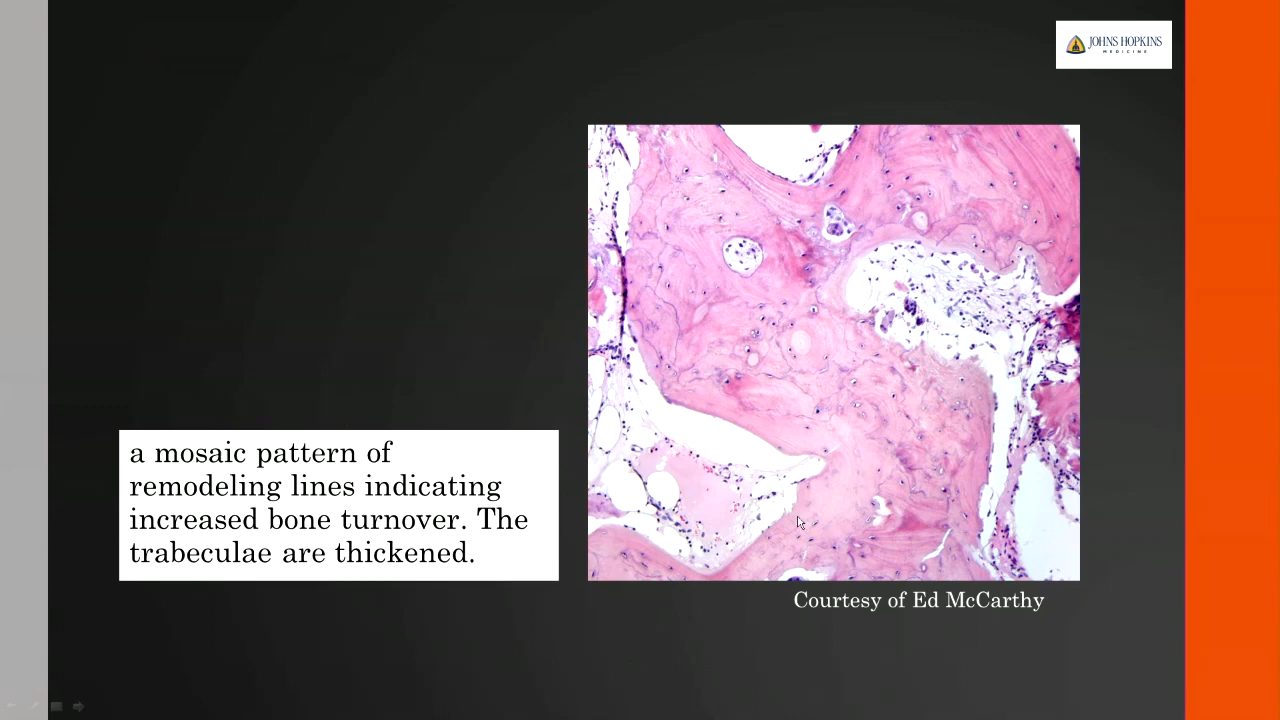 JOHNS HOPKINS
MEDICINE
a mosaic pattern of
remodeling lines indicating
increased bone turnover. The
trabeculae are thickened.
Courtesy of Ed McCarthy